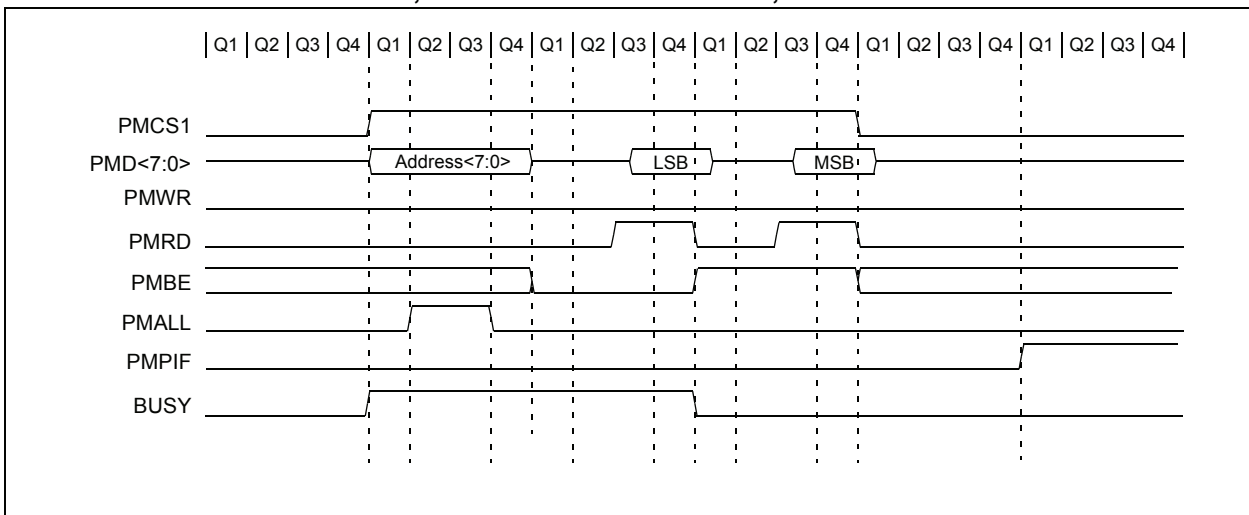 Q1 Q2 Q3 Q4 Q1 Q2 Q3 Q4 Q1 Q2 Q3 Q4 Q1 Q2 Q3 Q4 Q1 Q2 Q3 Q4 Q1 Q2 Q3 Q4
PMCS1
PMD<7:0> Address<7:0> LSB MSB
PMWR
PMRD
PMBE
PMALL
PMPIF
BUSY